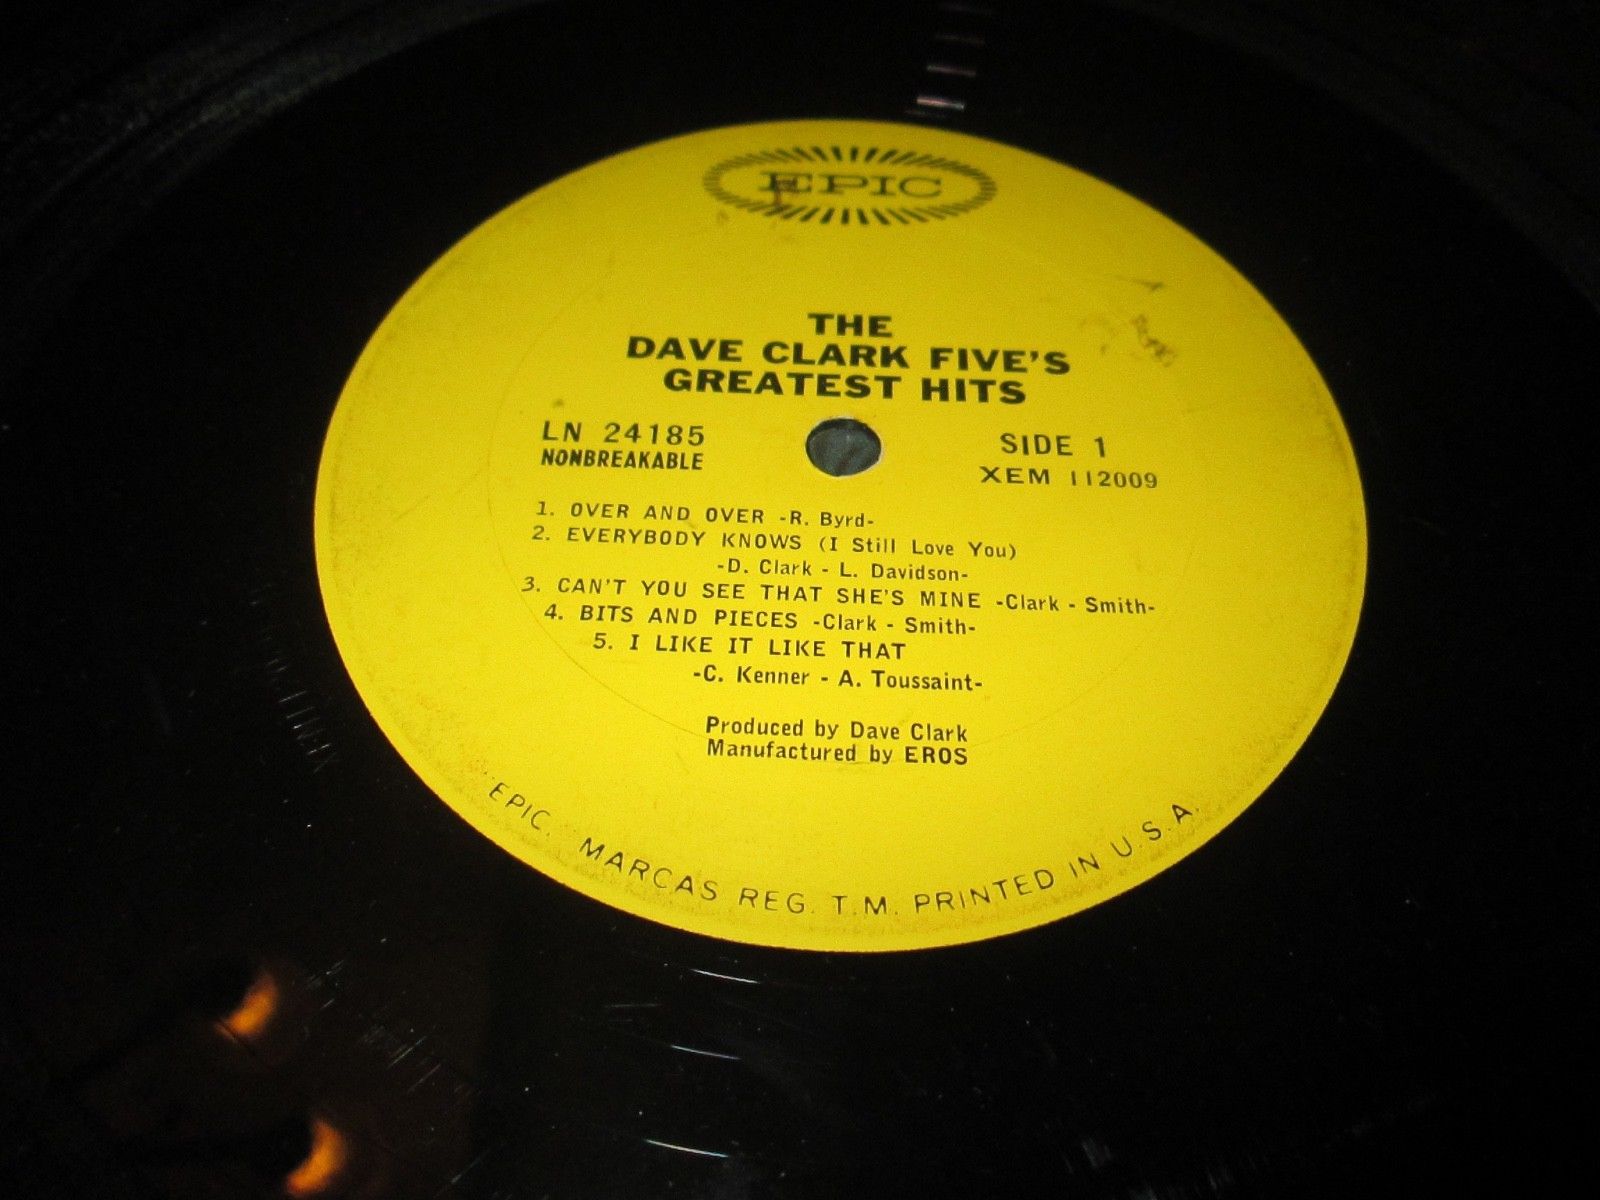 EPIC
THE
DAVE CLARK FIVE'S
GREATEST HITS
LN 24185
NONBREAKABLE
SIDE 1
XEM 112009
1. OVER AND OVER -R. Byrd-
2. EVERYBODY KNOWS (I Still Love You)
-D. Clark - L. Davidson-
3. CAN'T YOU SEE THAT SHE'S MINE -Clark - Smith-
4. BITS AND PIECES -Clark - Smith-
5. I LIKE IT LIKE THAT
-C. Kenner - A. Toussaint-
Produced by Dave Clark
Manufactured by EROS
"EPIC. MARCAS REG. T.M. PRINTED IN U.S.A.